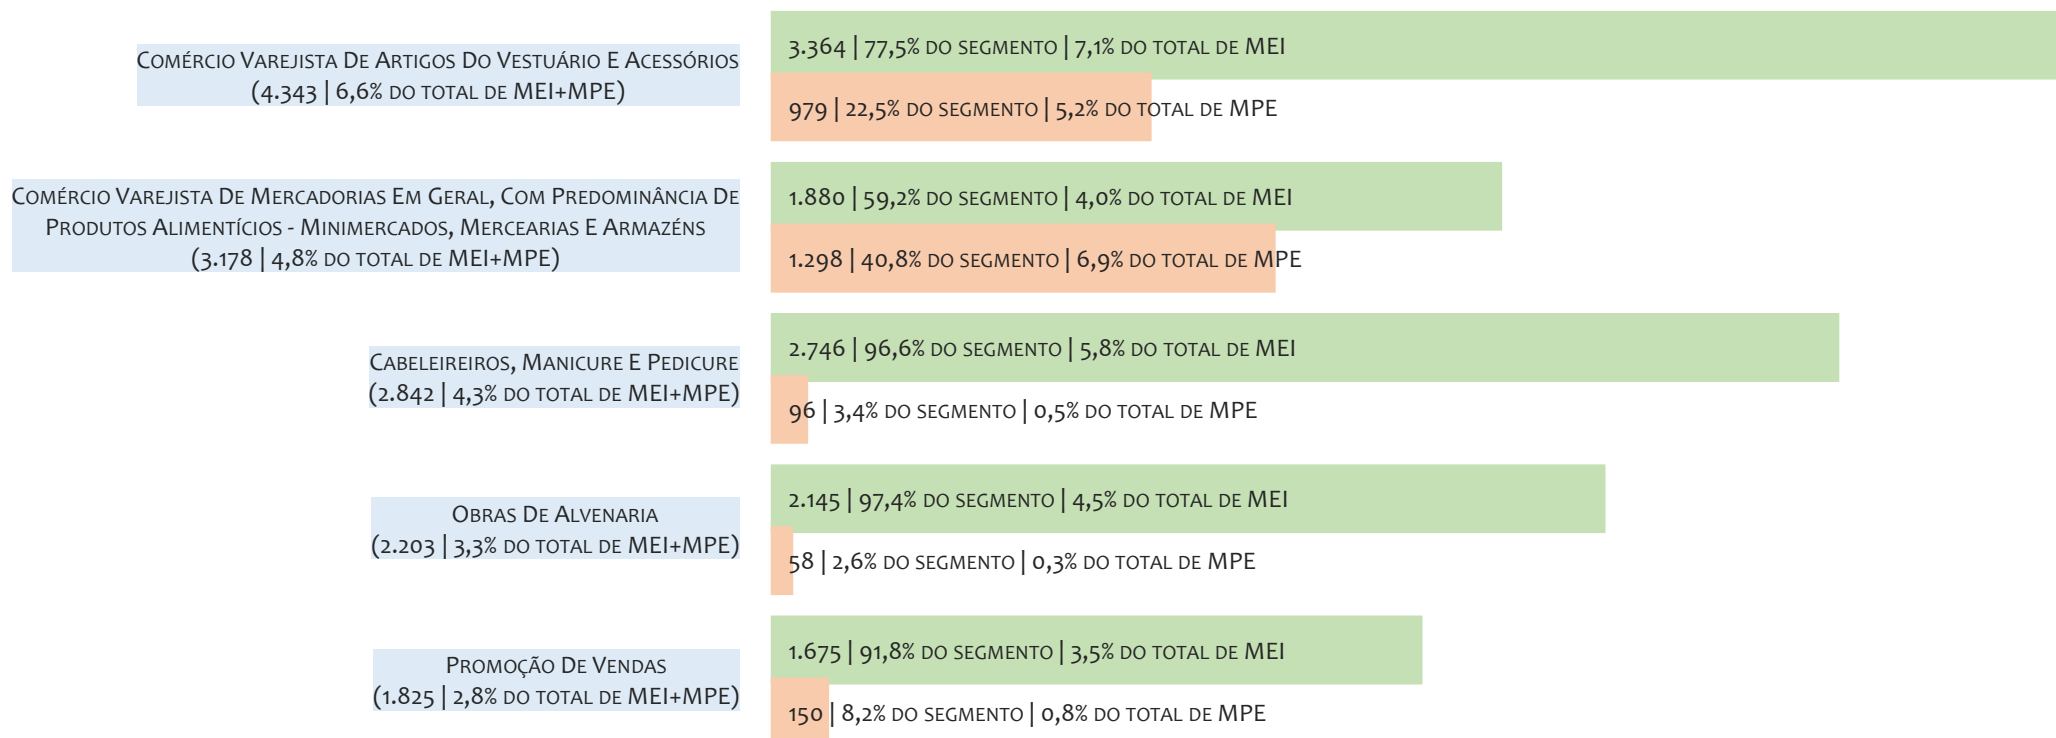 Comércio Varejista De Artigos Do Vestuário E Acessórios
(4.343 | 6,6% do total de MEI+MPE)
3.364 | 77,5% do segmento | 7,1% do total de MEI
979 | 22,5% do segmento | 5,2% do total de MPE
Comércio Varejista De Mercadorias Em Geral, Com Predominância De
Produtos Alimentícios - Minimercados, Mercearias E Armazéns
(3.178 | 4,8% do total de MEI+MPE)
1.880 | 59,2% do segmento | 4,0% do total de MEI
1.298 | 40,8% do segmento | 6,9% do total de MPE
Cabeleireiros, Manicure E Pedicure
(2.842 | 4,3% do total de MEI+MPE)
2.746 | 96,6% do segmento | 5,8% do total de MEI
96 | 3,4% do segmento | 0,5% do total de MPE
Obras De Alvenaria
(2.203 | 3,3% do total de MEI+MPE)
2.145 | 97,4% do segmento | 4,5% do total de MEI
58 | 2,6% do segmento | 0,3% do total de MPE
Promoção De Vendas
(1.825 | 2,8% do total de MEI+MPE)
1.675 | 91,8% do segmento | 3,5% do total de MEI
150 | 8,2% do segmento | 0,8% do total de MPE